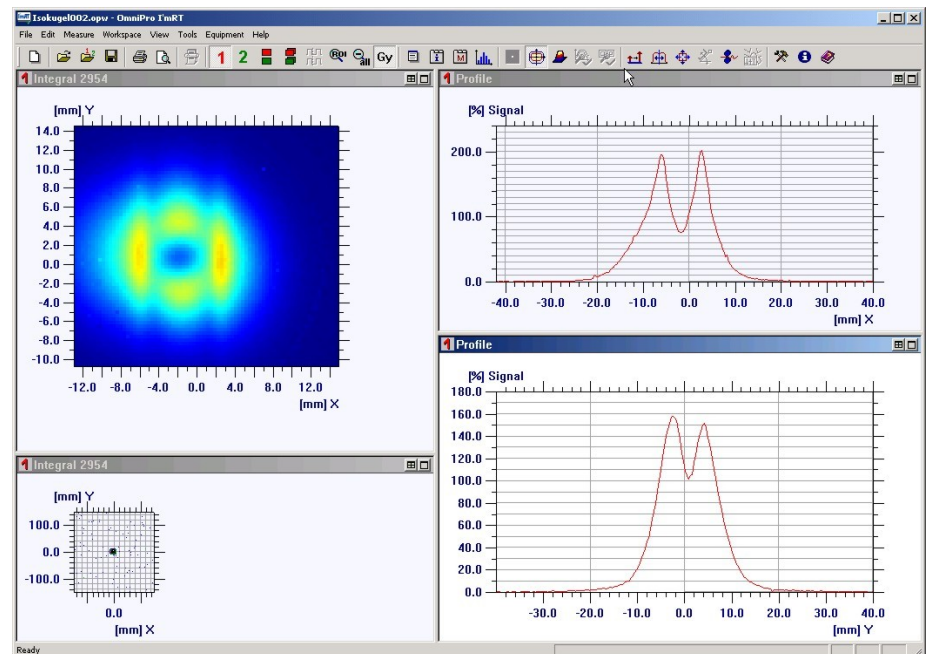 Isokugel002.opw - OmniPro I'mRT
File Edit Measure Workspace View Tools Equipment Help
1 2 ROI All Gy
1 Integral 2954
[mm] Y
14.0
12.0
10.0
8.0
6.0
4.0
2.0
0.0
-2.0
-4.0
-6.0
-8.0
-10.0
-12.0 -8.0 -4.0 0.0 4.0 8.0 12.0
[mm] X
1 Integral 2954
[mm] Y
100.0
0.0
-100.0
0.0
[mm] X
1 Profile
[%] Signal
200.0
100.0
0.0
-40.0 -30.0 -20.0 -10.0 0.0 10.0 20.0 30.0 40.0
[mm] X
1 Profile
[%] Signal
180.0
160.0
140.0
120.0
100.0
80.0
60.0
40.0
20.0
0.0
-30.0 -20.0 -10.0 0.0 10.0 20.0 30.0 40.0
[mm] Y
Ready